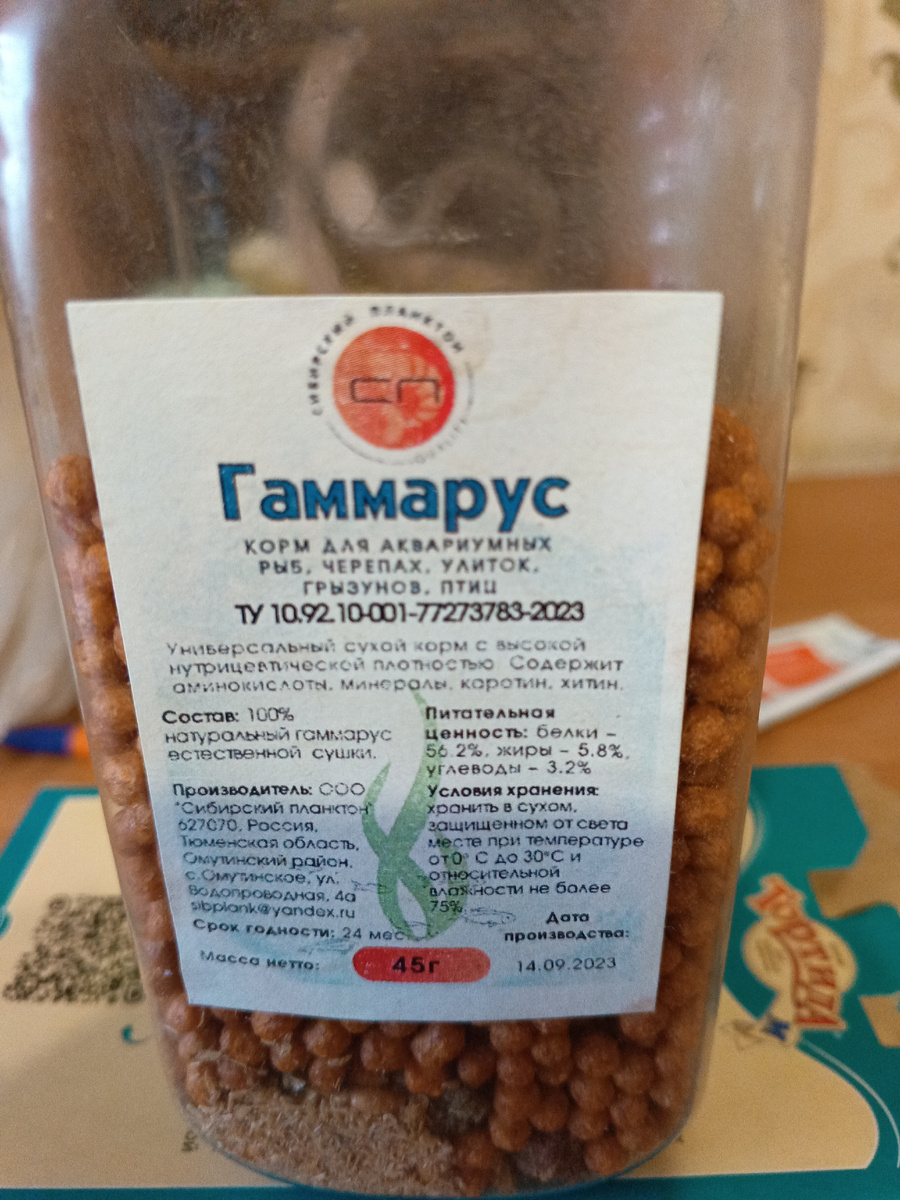 СИБИРСКИЙ ПЛАНКТОН
СП
QUALITY
Гаммарус
КОРМ ДЛЯ АКВАРИУМНЫХ
РЫБ, ЧЕРЕПАХ, УЛИТОК,
ГРЫЗУНОВ, ПТИЦ
ТУ 10.92.10-001-77273783-2023
Универсальный сухой корм с высокой
нутрицевтической плотностью. Содержит
аминокислоты, минералы, каротин, хитин.
Состав: 100%
натуральный гаммарус
естественной сушки.
Производитель: ООО
"Сибирский планктон"
627070, Россия,
Тюменская область,
Омутинский район,
с.Омутинское, ул.
Водопроводная, 4а
sibplank@yandex.ru
Срок годности: 24 мес
Масса нетто: 45г
Питательная
ценность: белки –
56.2%, жиры – 5.8%,
углеводы – 3.2%
Условия хранения:
хранить в сухом,
защищенном от света
месте при температуре
от 0° С до 30°С и
относительной
влажности не более
75%.
Дата
производства:
14.09.2023